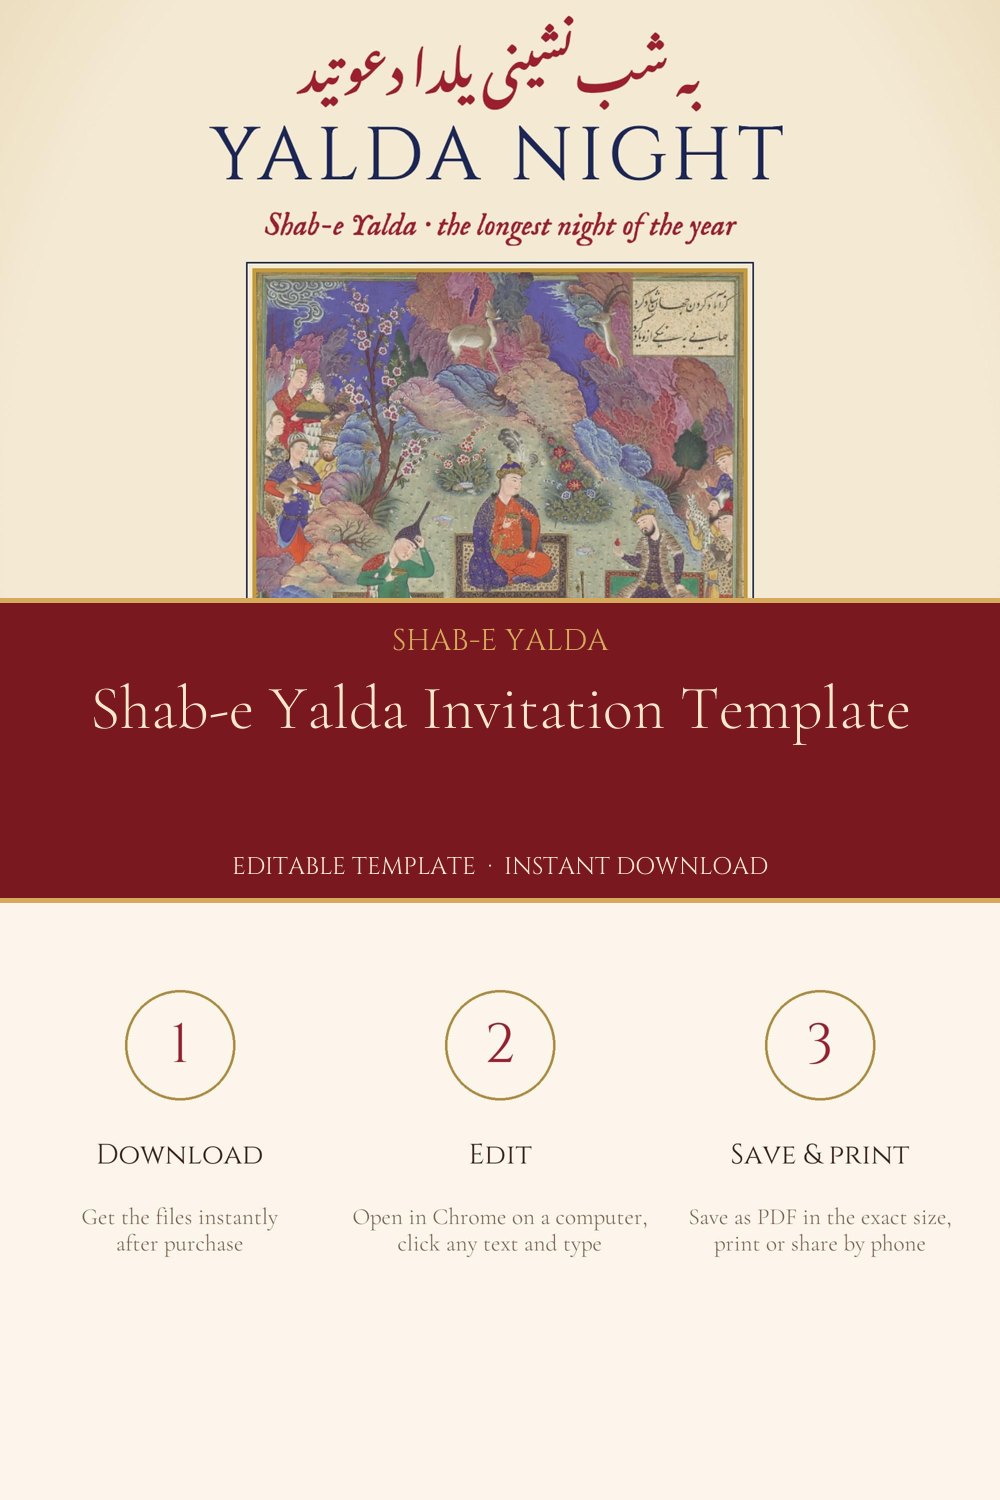 به شب نشینی یلدا دعوتید
YALDA NIGHT
Shab-e Yalda · the longest night of the year
SHAB-E YALDA
Shab-e Yalda Invitation Template
EDITABLE TEMPLATE · INSTANT DOWNLOAD
1
2
3
DOWNLOAD
EDIT
SAVE & PRINT
Get the files instantly
after purchase
Open in Chrome on a computer,
click any text and type
Save as PDF in the exact size,
print or share by phone